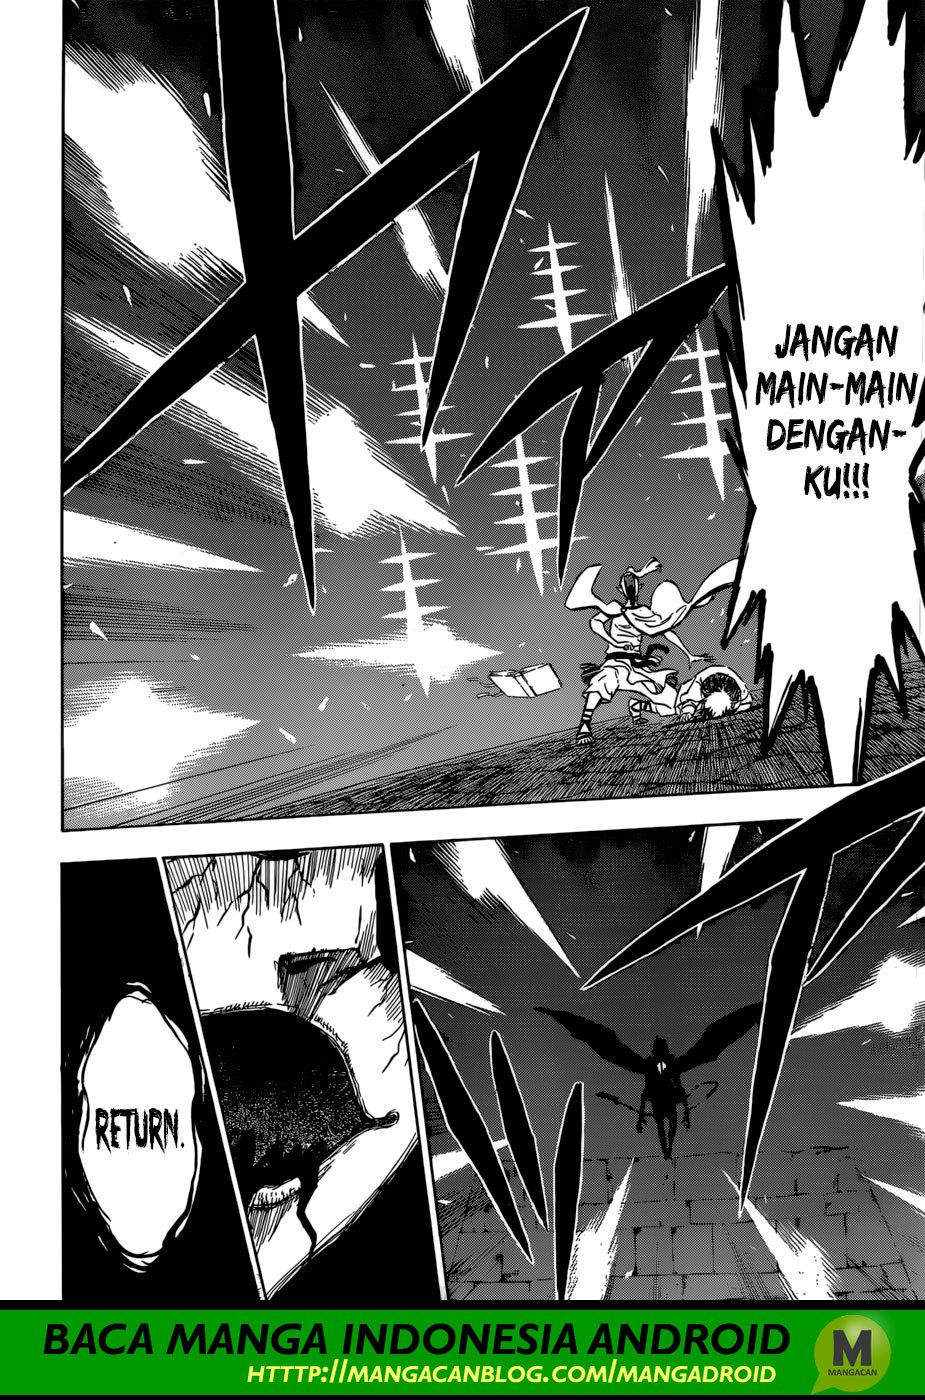 JANGAN
MAIN-MAIN
DENGAN-
KU!!!
RETURN.
BACA MANGA INDONESIA ANDROID
HTTTP://MANGACANBLOG.COM/MANGADROID
M
MANGACAN